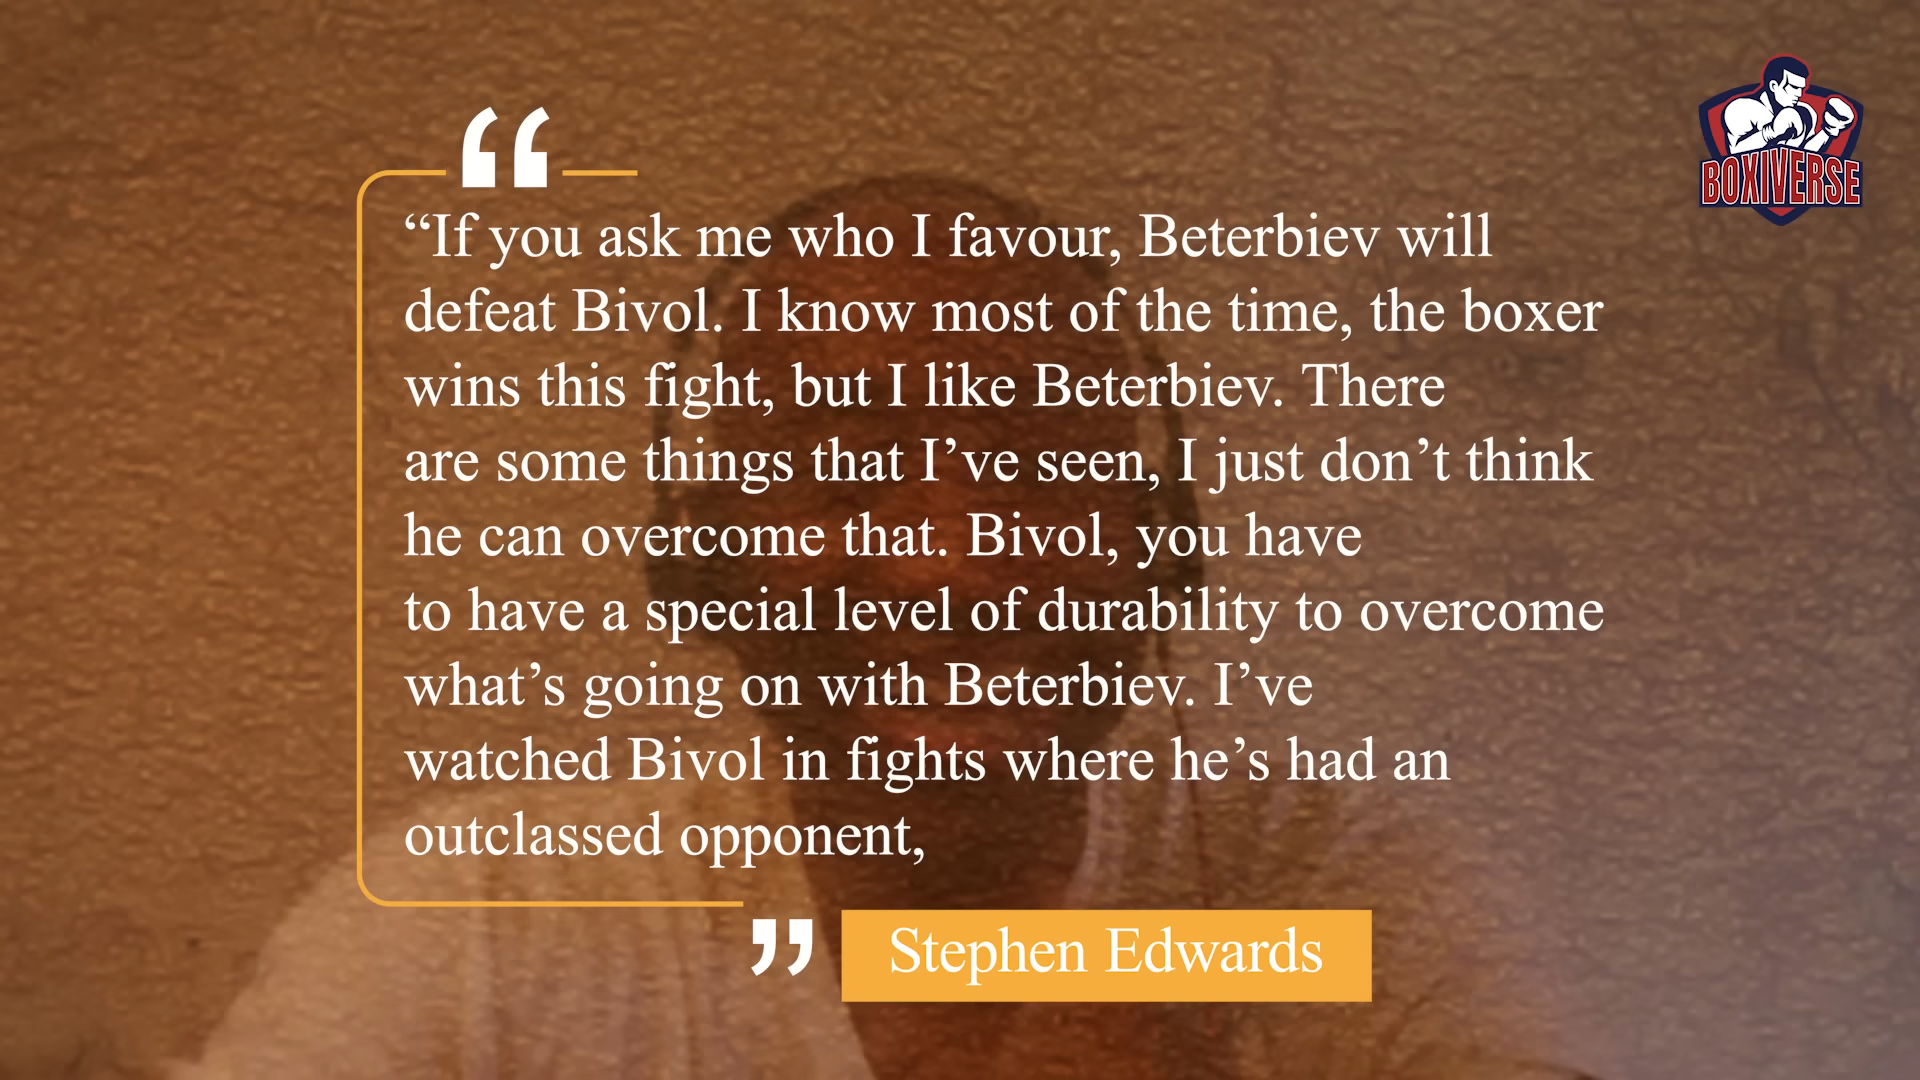 BOXIVERSE
“If you ask me who I favour, Beterbiev will
defeat Bivol. I know most of the time, the boxer
wins this fight, but I like Beterbiev. There
are some things that I’ve seen, I just don’t think
he can overcome that. Bivol, you have
to have a special level of durability to overcome
what’s going on with Beterbiev. I’ve
watched Bivol in fights where he’s had an
outclassed opponent,
Stephen Edwards